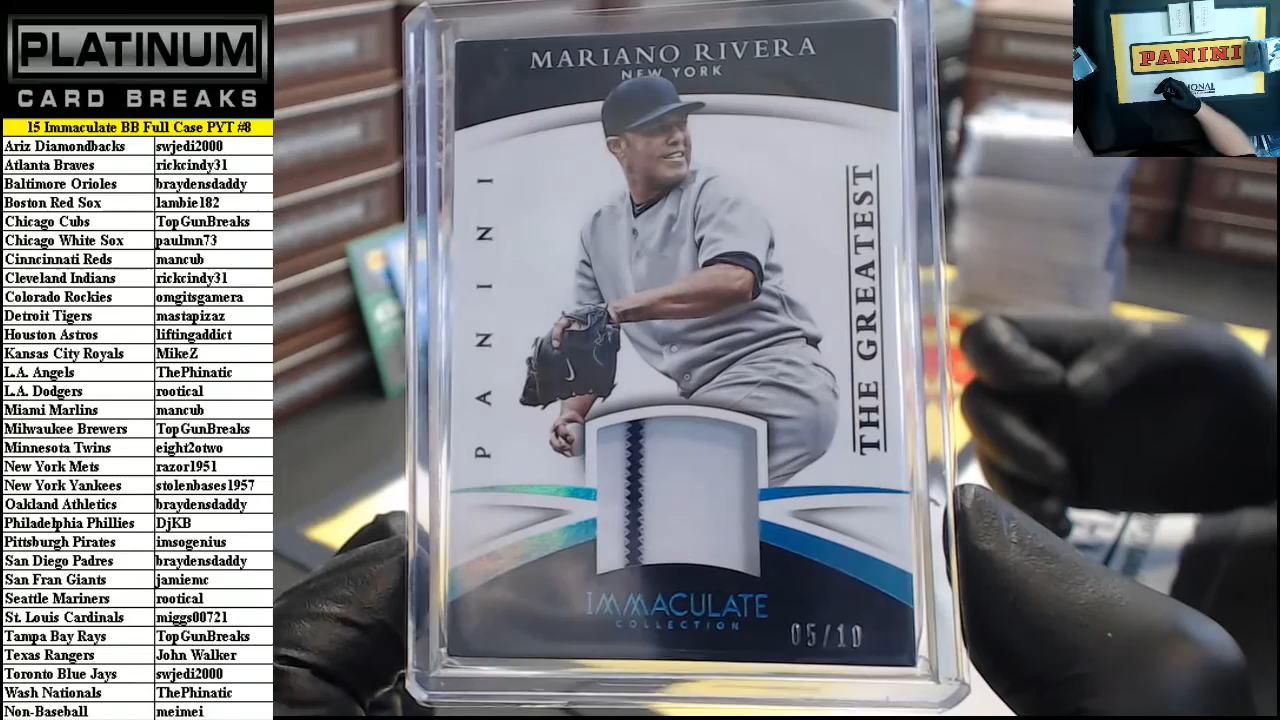 PLATINUM
CARD BREAKS
15 Immaculate BB Full Case PYT #8
Ariz Diamondbacks swjedi2000
Atlanta Braves rickcindy31
Baltimore Orioles braydensdaddy
Boston Red Sox lambie182
Chicago Cubs TopGunBreaks
Chicago White Sox paulmn73
Cinncinnati Reds mancub
Cleveland Indians rickcindy31
Colorado Rockies omgitsgamera
Detroit Tigers mastapizaz
Houston Astros liftingaddict
Kansas City Royals MikeZ
L.A. Angels ThePhinatic
L.A. Dodgers rootical
Miami Marlins mancub
Milwaukee Brewers TopGunBreaks
Minnesota Twins eight2otwo
New York Mets razor1951
New York Yankees stolenbases1957
Oakland Athletics braydensdaddy
Philadelphia Phillies DjKB
Pittsburgh Pirates imsogenius
San Diego Padres braydensdaddy
San Fran Giants jamiemc
Seattle Mariners rootical
St. Louis Cardinals miggs00721
Tampa Bay Rays TopGunBreaks
Texas Rangers John Walker
Toronto Blue Jays swjedi2000
Wash Nationals ThePhinatic
Non-Baseball meimei
MARIANO RIVERA
NEW YORK
PANINI
THE GREATEST
IMMACULATE
COLLECTION
05/10
PANINI